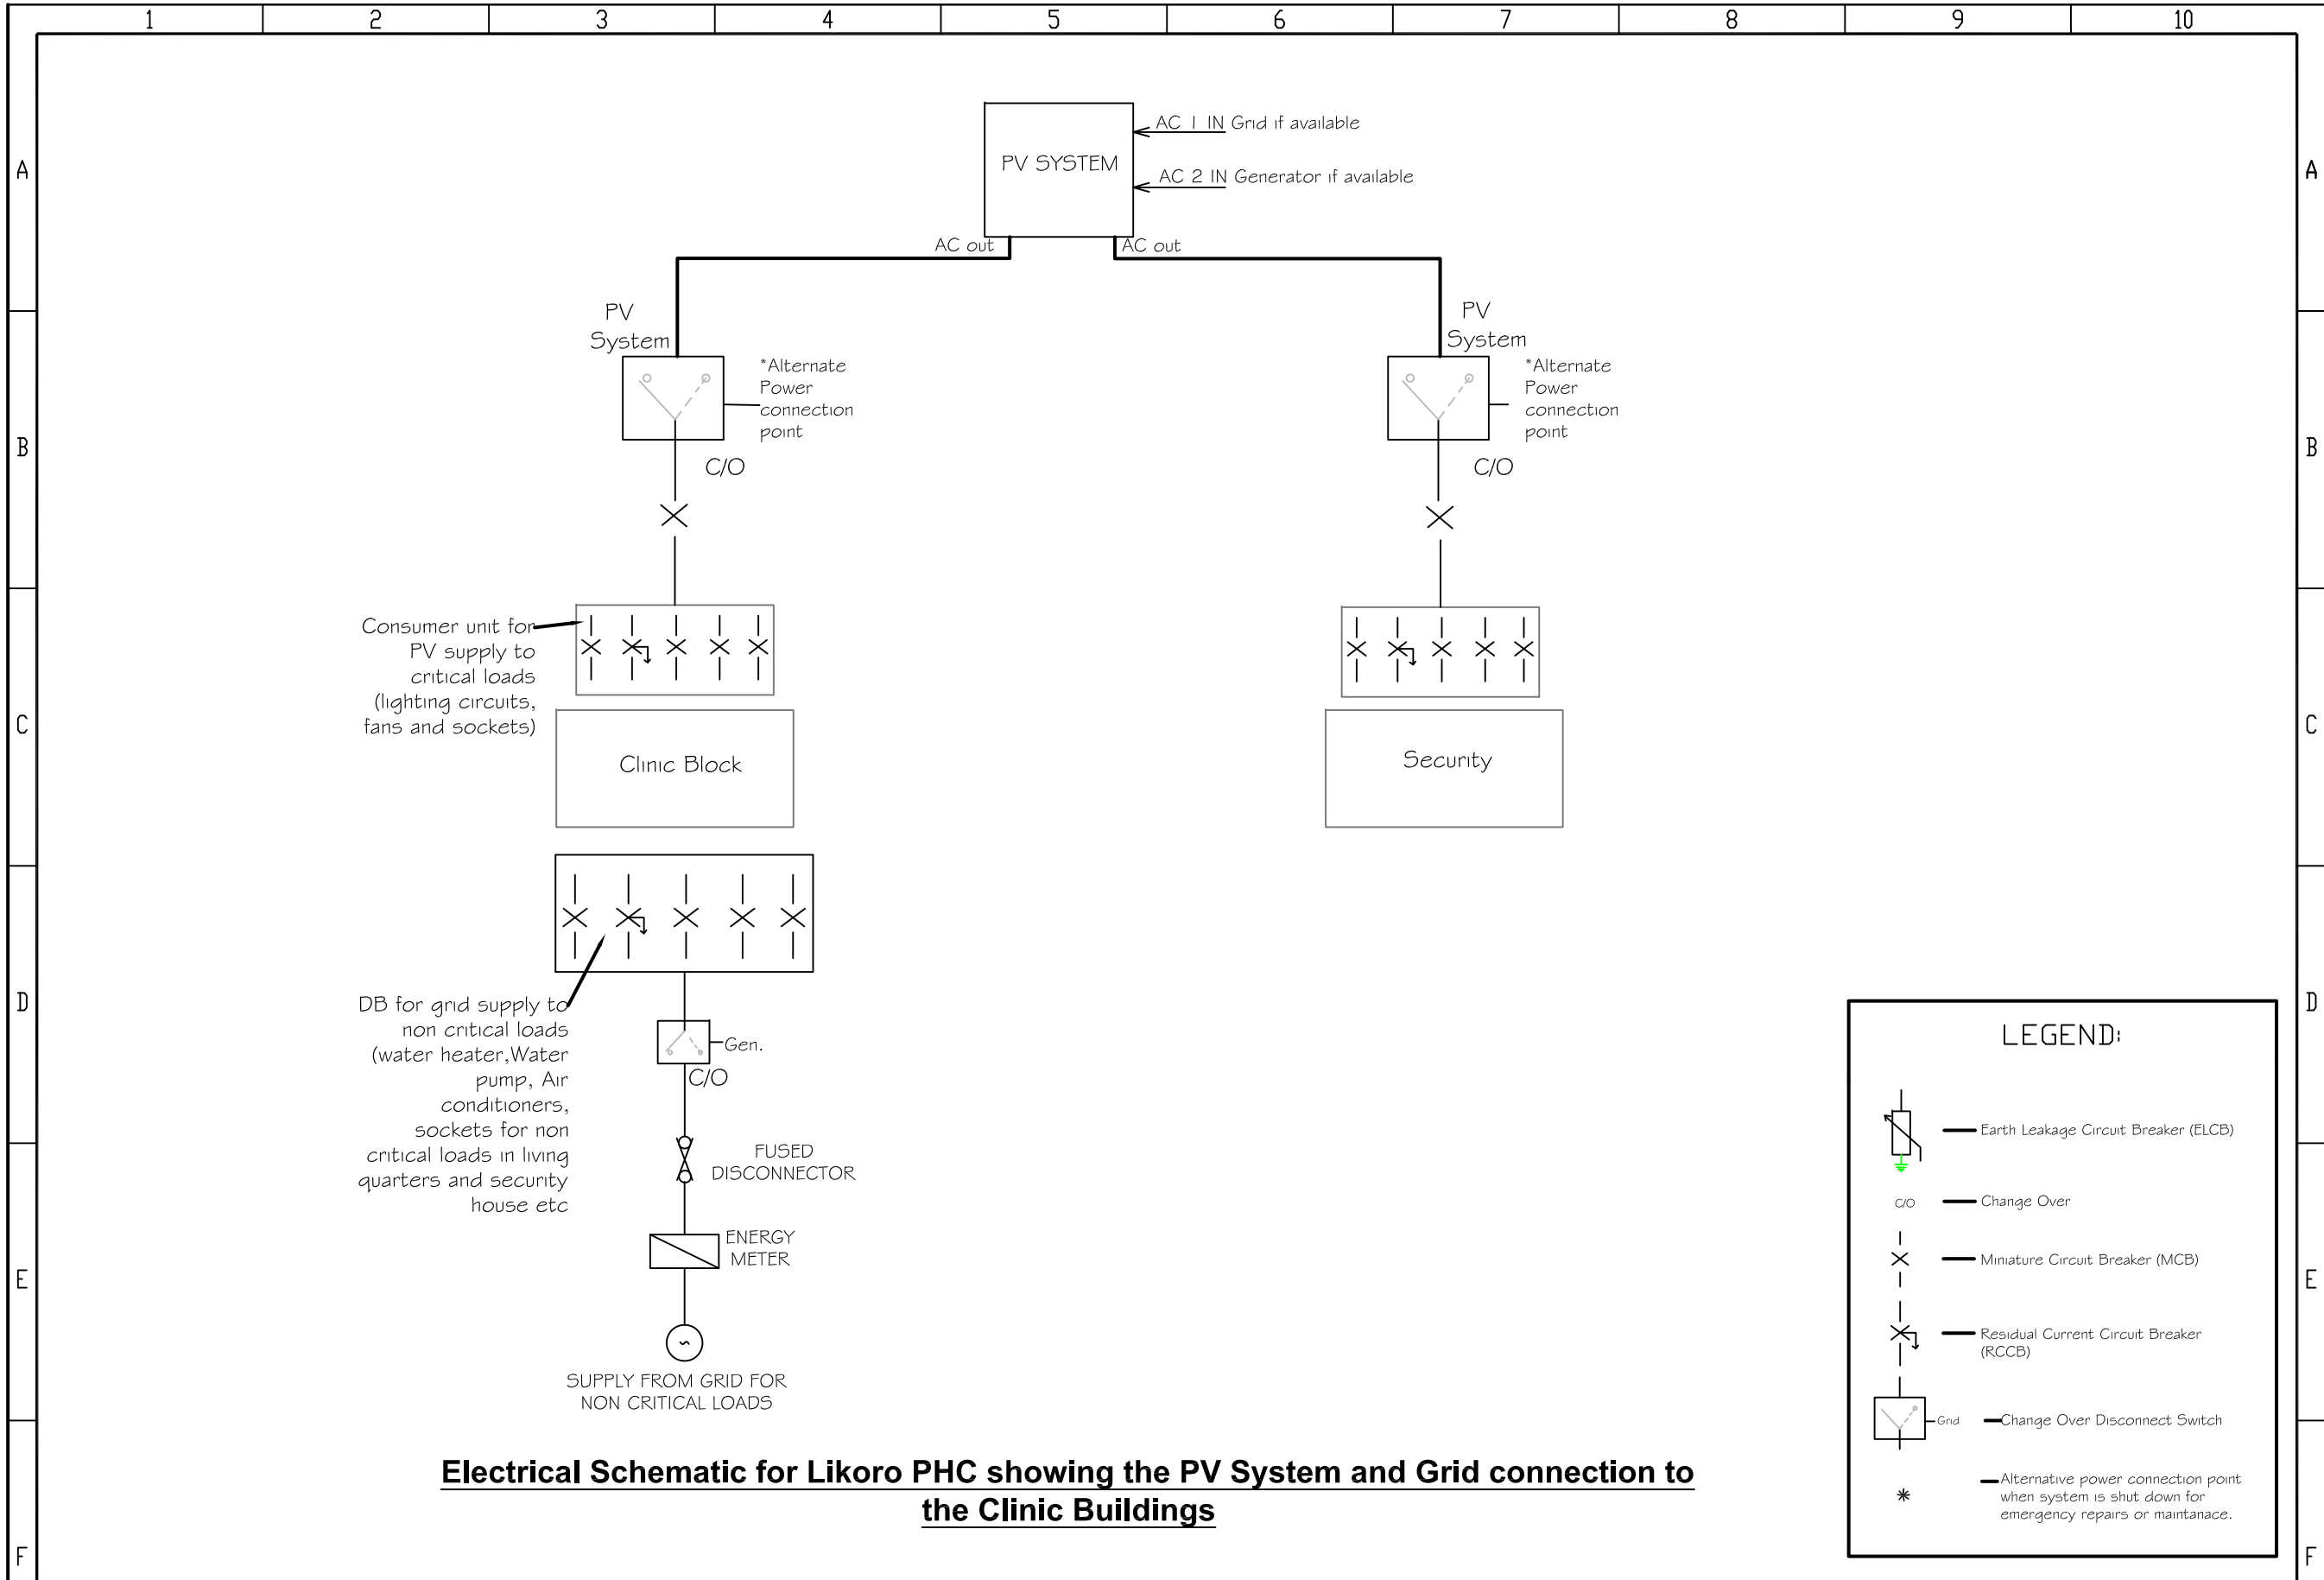 1 2 3 4 5 6 7 8 9 10
A
A
B
B
C
C
D
D
E
E
F
F
PV SYSTEM
AC 1 IN Grid if available
AC 2 IN Generator if available
AC out
AC out
PV
System
*Alternate
Power
connection
point
C/O
PV
System
*Alternate
Power
connection
point
C/O
Consumer unit for
PV supply to
critical loads
(lighting circuits,
fans and sockets)
Clinic Block
Security
DB for grid supply to
non critical loads
(water heater,Water
pump, Air
conditioners,
sockets for non
critical loads in living
quarters and security
house etc
Gen.
C/O
FUSED
DISCONNECTOR
ENERGY
METER
SUPPLY FROM GRID FOR
NON CRITICAL LOADS
LEGEND:
Earth Leakage Circuit Breaker (ELCB)
C/O Change Over
Miniature Circuit Breaker (MCB)
Residual Current Circuit Breaker
(RCCB)
Grid Change Over Disconnect Switch
* Alternative power connection point
when system is shut down for
emergency repairs or maintanace.
Electrical Schematic for Likoro PHC showing the PV System and Grid connection to
the Clinic Buildings